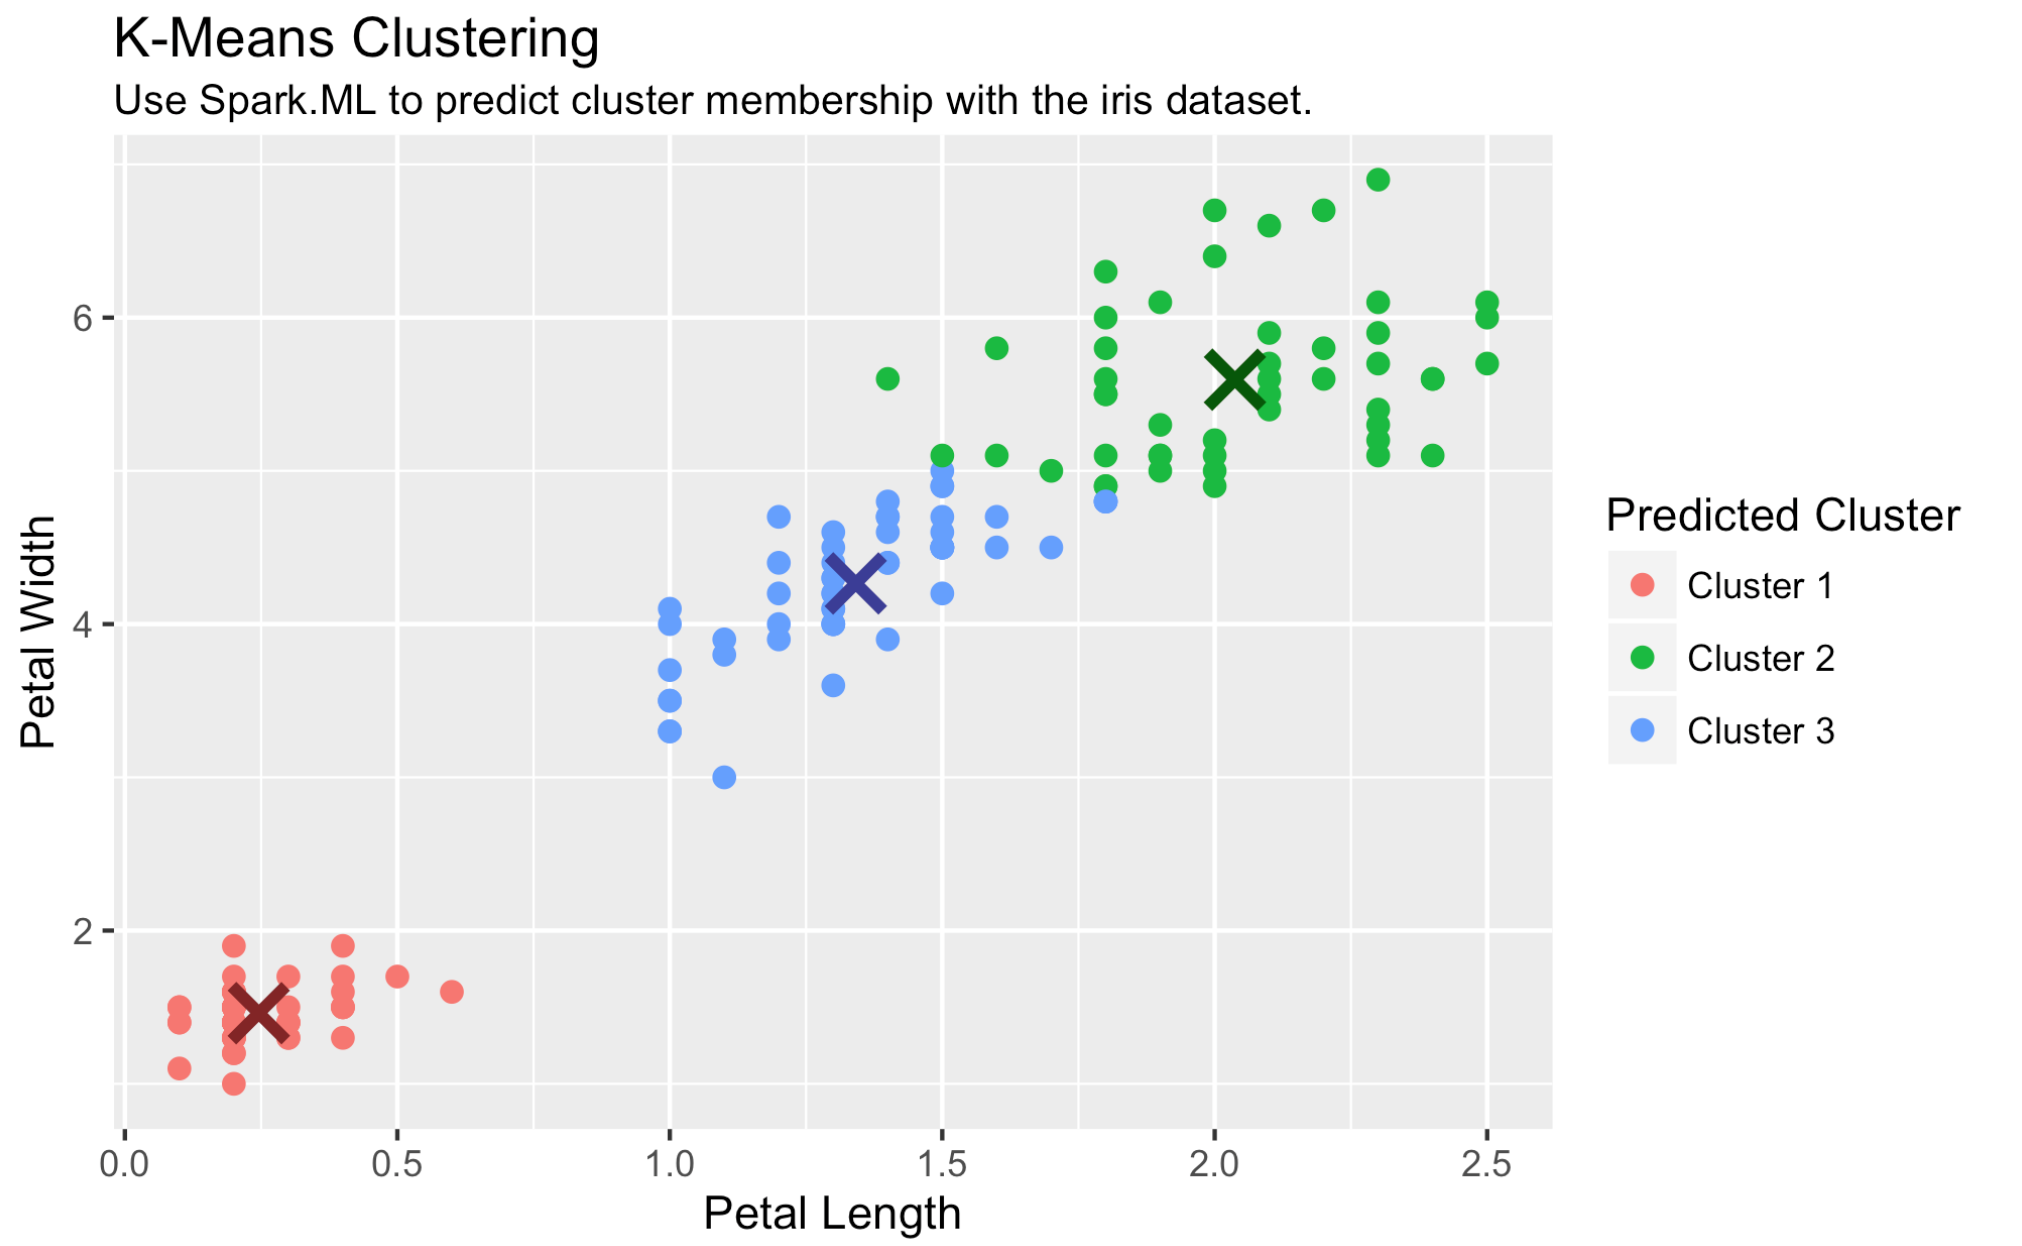 K-Means Clustering
Use Spark.ML to predict cluster membership with the iris dataset.
Petal Width
6
4
2
0.0 0.5 1.0 1.5 2.0 2.5
Petal Length
Predicted Cluster
Cluster 1
Cluster 2
Cluster 3